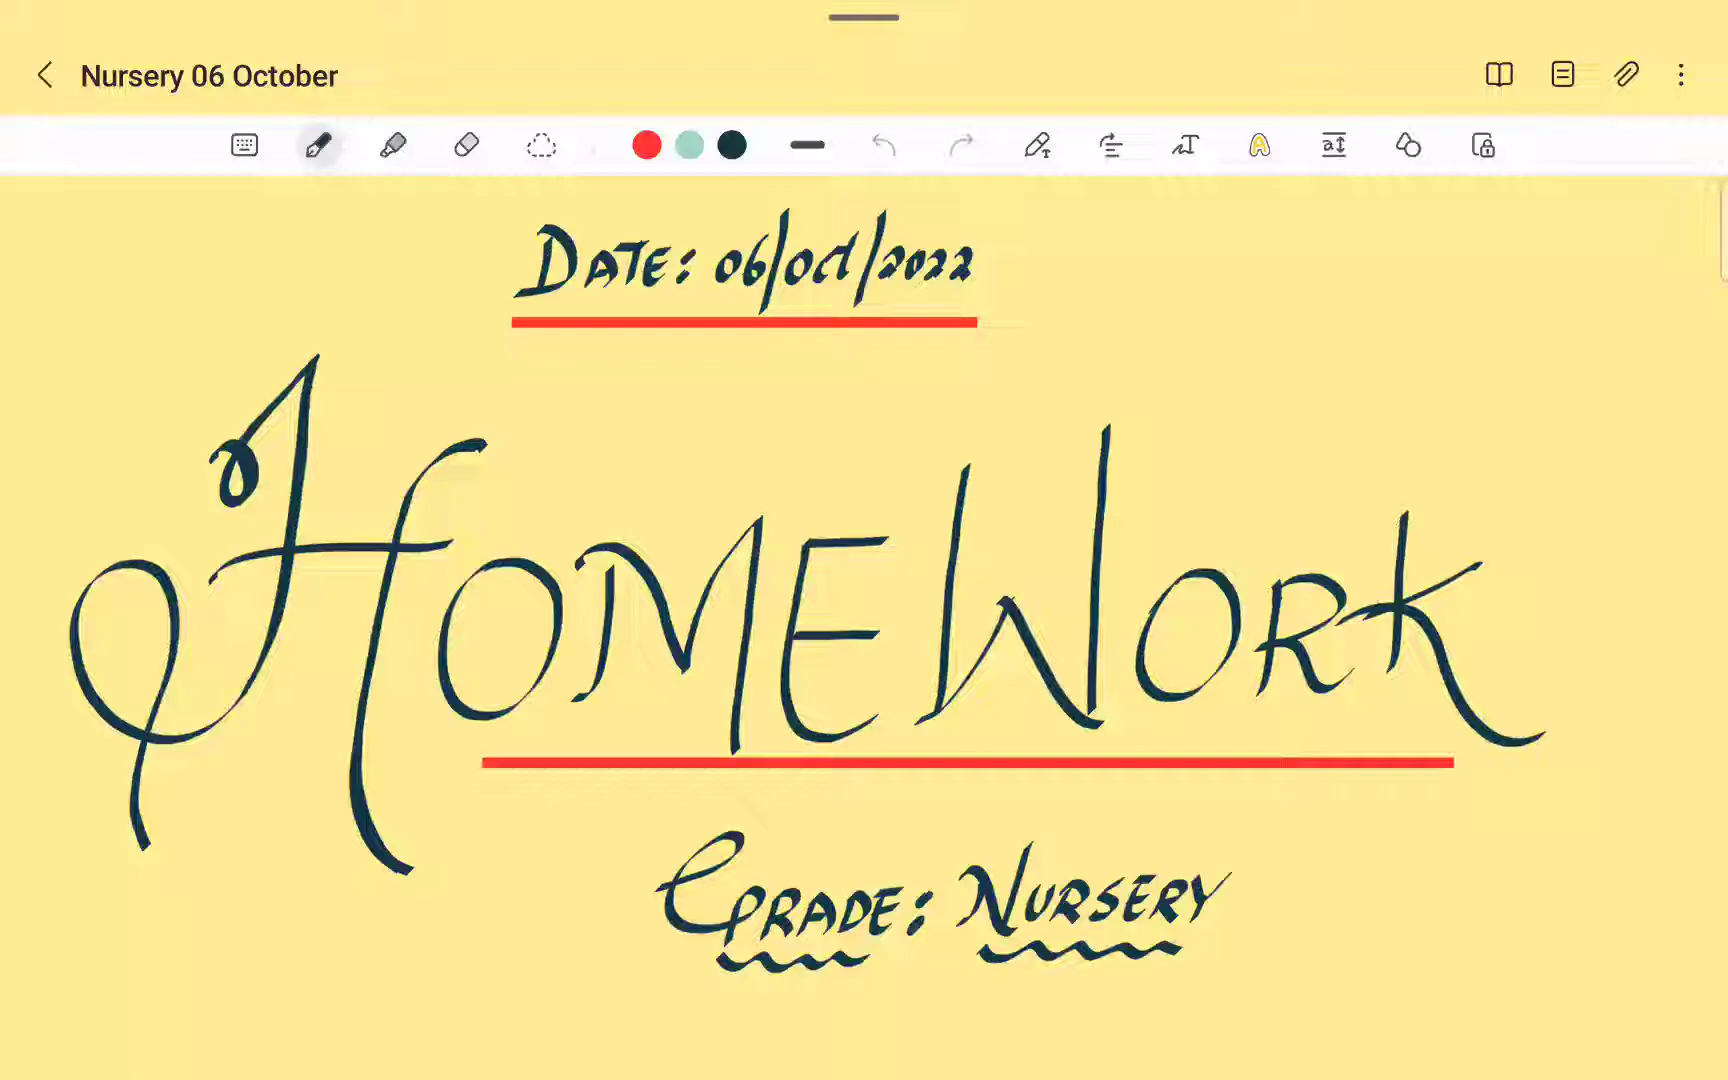 Nursery 06 October
DATE: 06/Oct/2022
HOMEWORK
GRADE: NURSERY